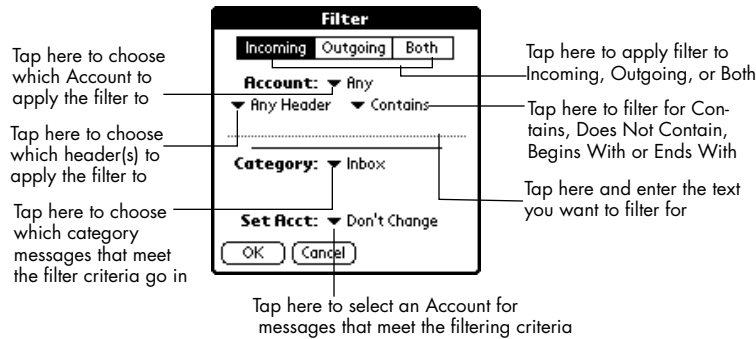 Filter
Incoming Outgoing Both
Tap here to choose
which Account to
apply the filter to
Tap here to apply filter to
Incoming, Outgoing, or Both
Account: Any
Any Header Contains
Tap here to filter for Con-
tains, Does Not Contain,
Begins With or Ends With
Tap here to choose
which header(s) to
apply the filter to
Category: Inbox
Tap here and enter the text
you want to filter for
Tap here to choose
which category
messages that meet
the filter criteria go in
Set Acct: Don't Change
OK Cancel
Tap here to select an Account for
messages that meet the filtering criteria